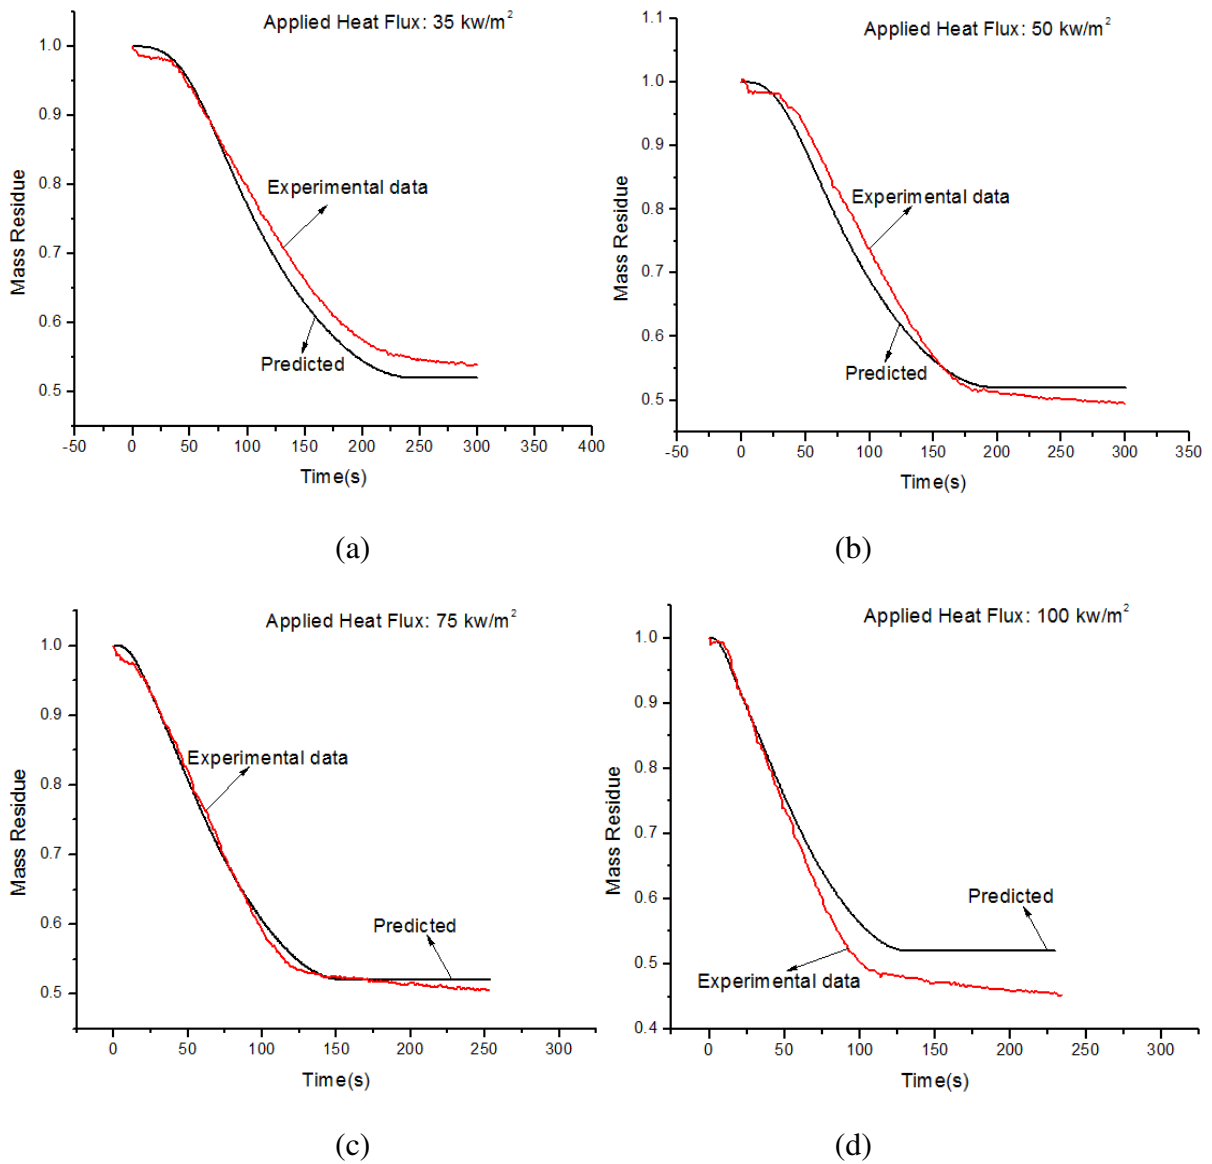 Applied Heat Flux: 35 kw/m²
1.0
0.9
0.8
0.7
0.6
0.5
Mass Residue
Experimental data
Predicted
-50 0 50 100 150 200 250 300 350 400
Time(s)
(a)
Applied Heat Flux: 50 kw/m²
1.1
1.0
0.9
0.8
0.7
0.6
0.5
Mass Residue
Experimental data
Predicted
-50 0 50 100 150 200 250 300 350
Time(s)
(b)
Applied Heat Flux: 75 kw/m²
1.0
0.9
0.8
0.7
0.6
0.5
Mass Residue
Experimental data
Predicted
0 50 100 150 200 250 300
Time(s)
(c)
Applied Heat Flux: 100 kw/m²
1.0
0.9
0.8
0.7
0.6
0.5
0.4
Mass Residue
Predicted
Experimental data
0 50 100 150 200 250 300
Time(s)
(d)